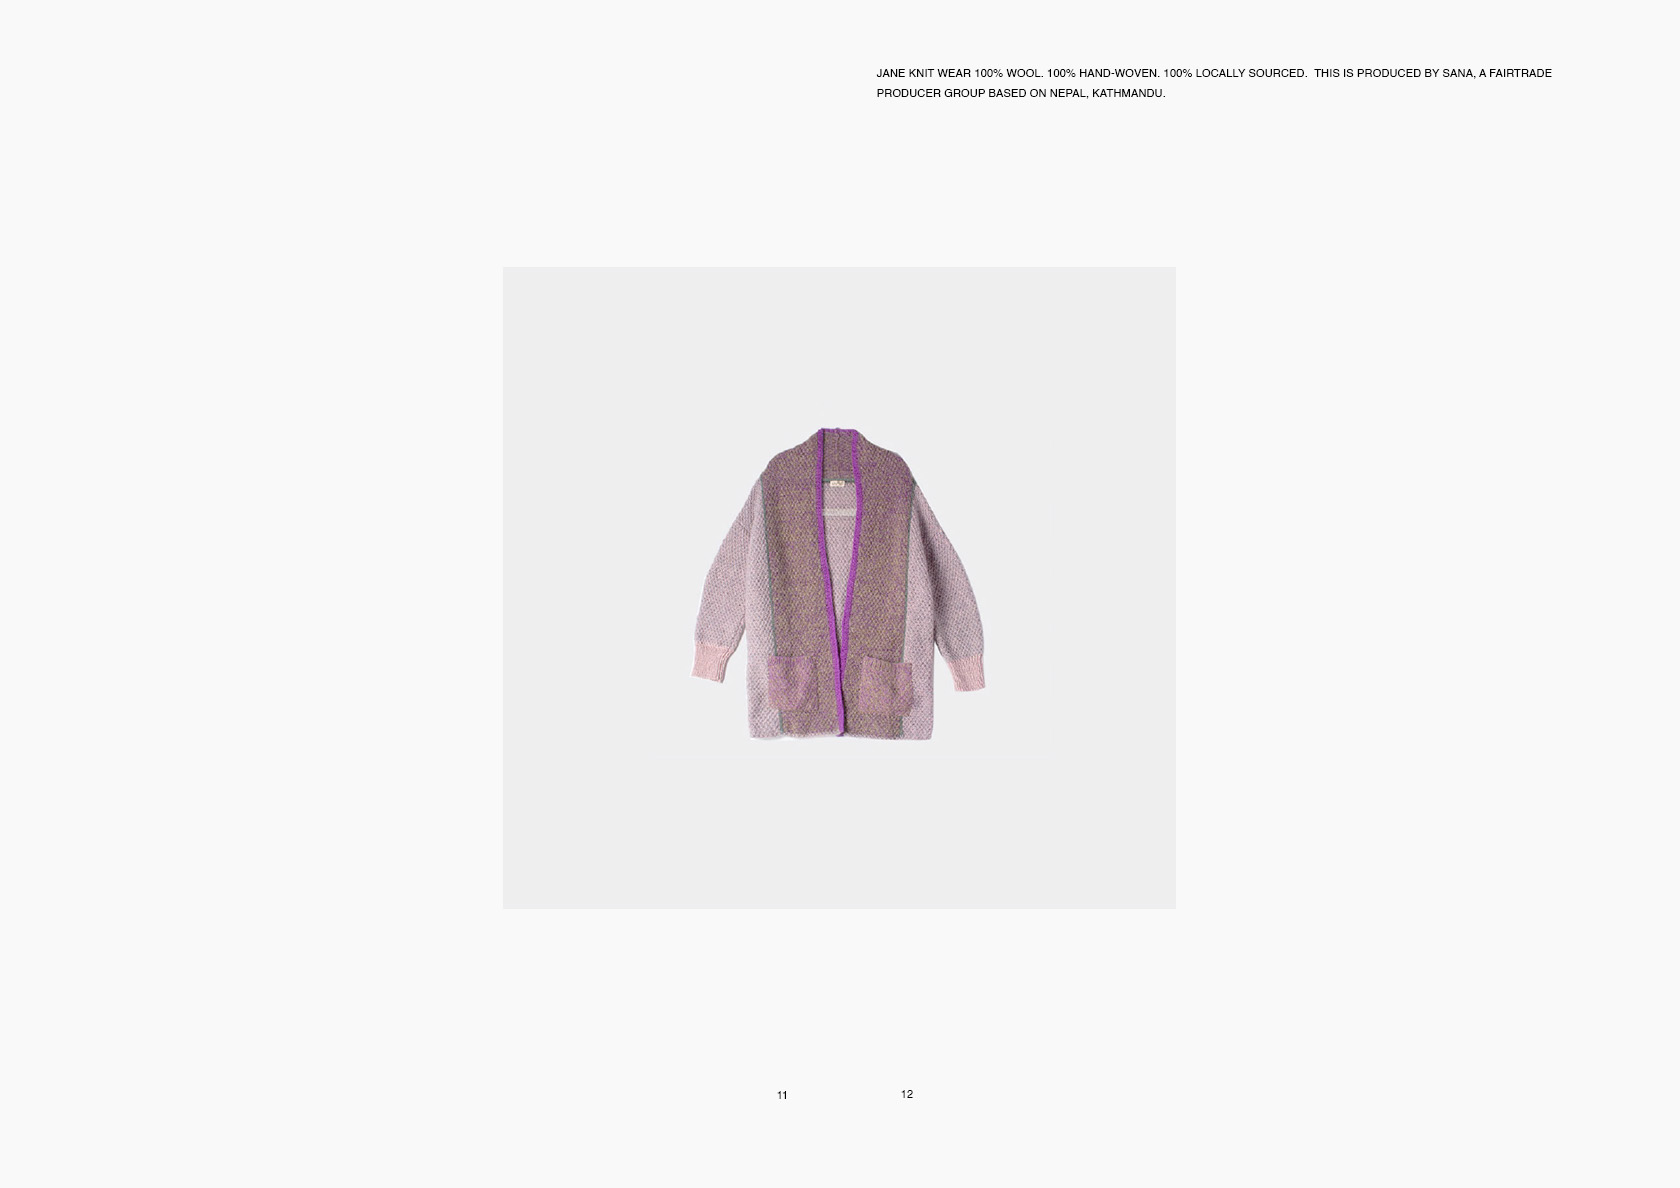 JANE KNIT WEAR 100% WOOL. 100% HAND-WOVEN. 100% LOCALLY SOURCED.  THIS IS PRODUCED BY SANA, A FAIRTRADE
PRODUCER GROUP BASED ON NEPAL, KATHMANDU.
11
12